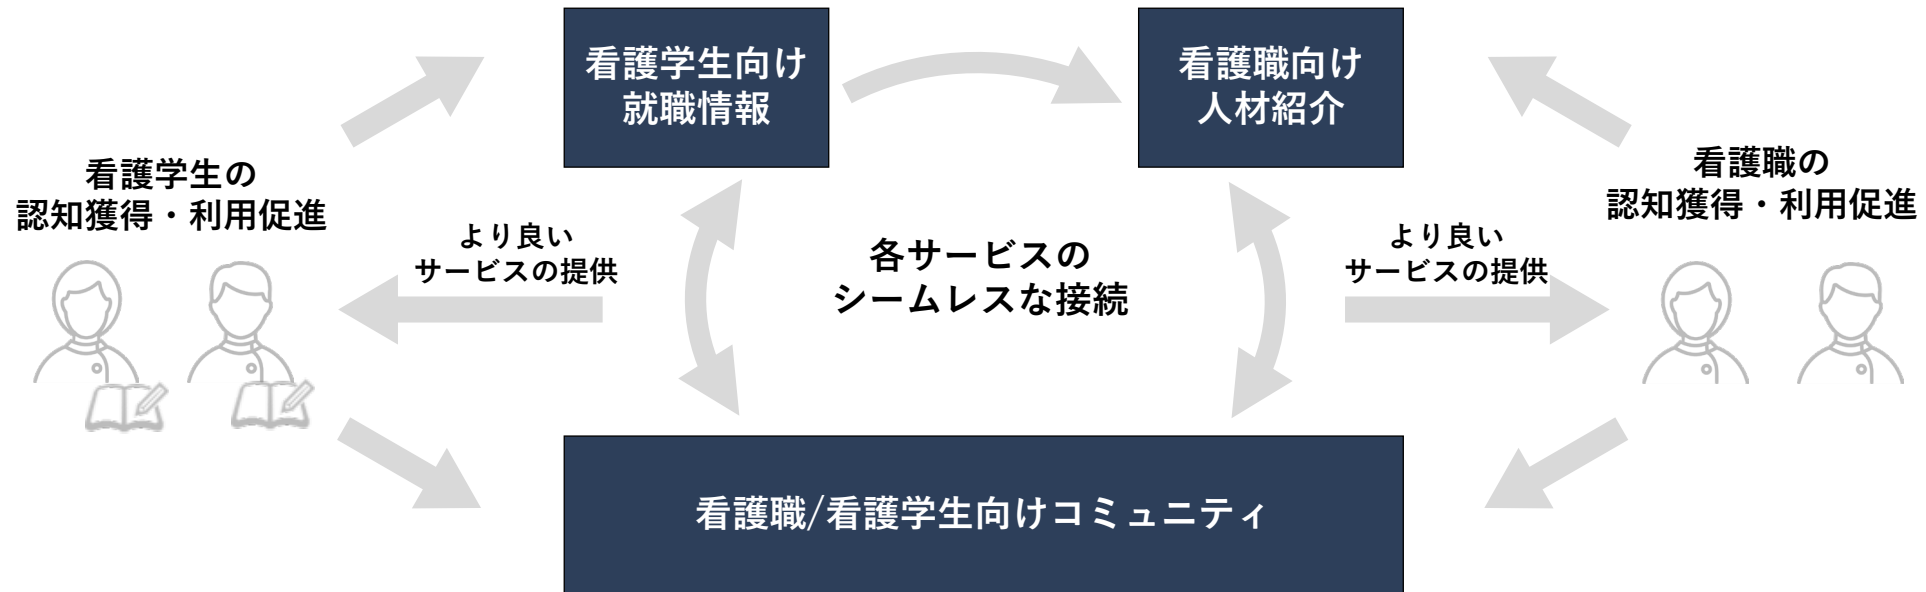 看護学生向け
就職情報
看護職向け
人材紹介
看護学生の
認知獲得・利用促進
看護職の
認知獲得・利用促進
より良い
サービスの提供
各サービスの
シームレスな接続
より良い
サービスの提供
看護職/看護学生向けコミュニティ